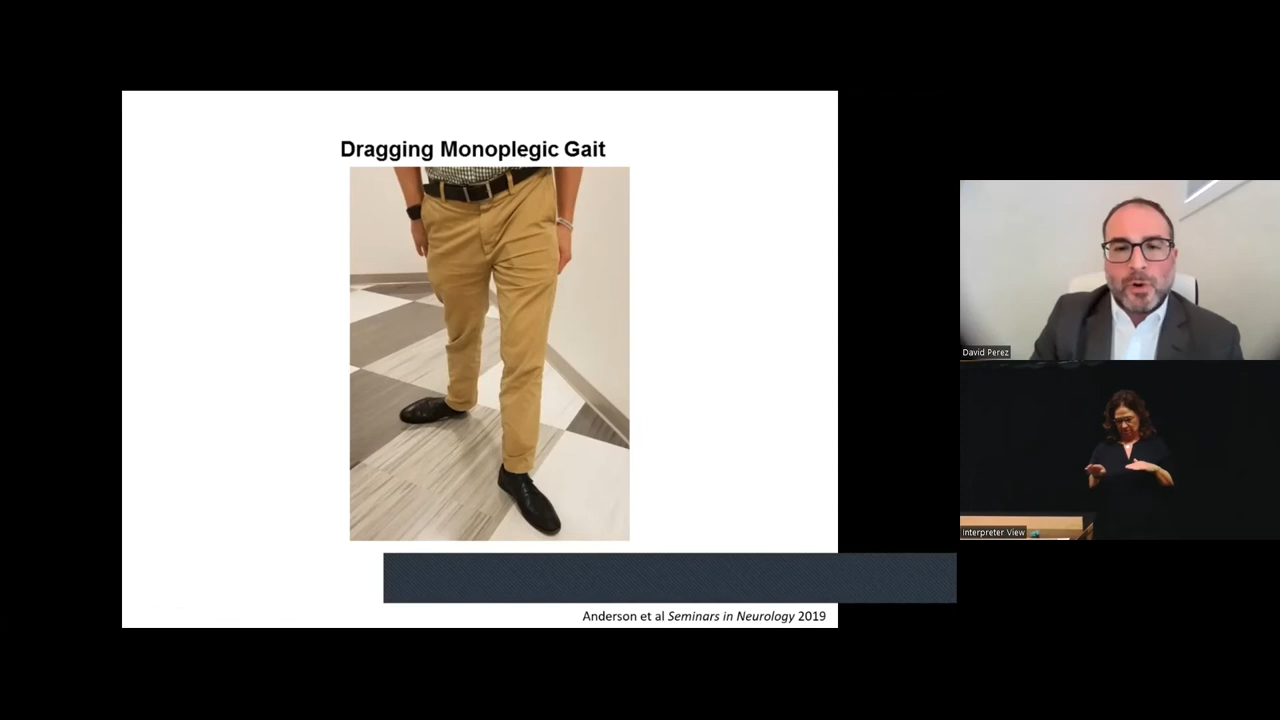 Dragging Monoplegic Gait
Anderson et al Seminars in Neurology 2019
David Perez
Interpreter View